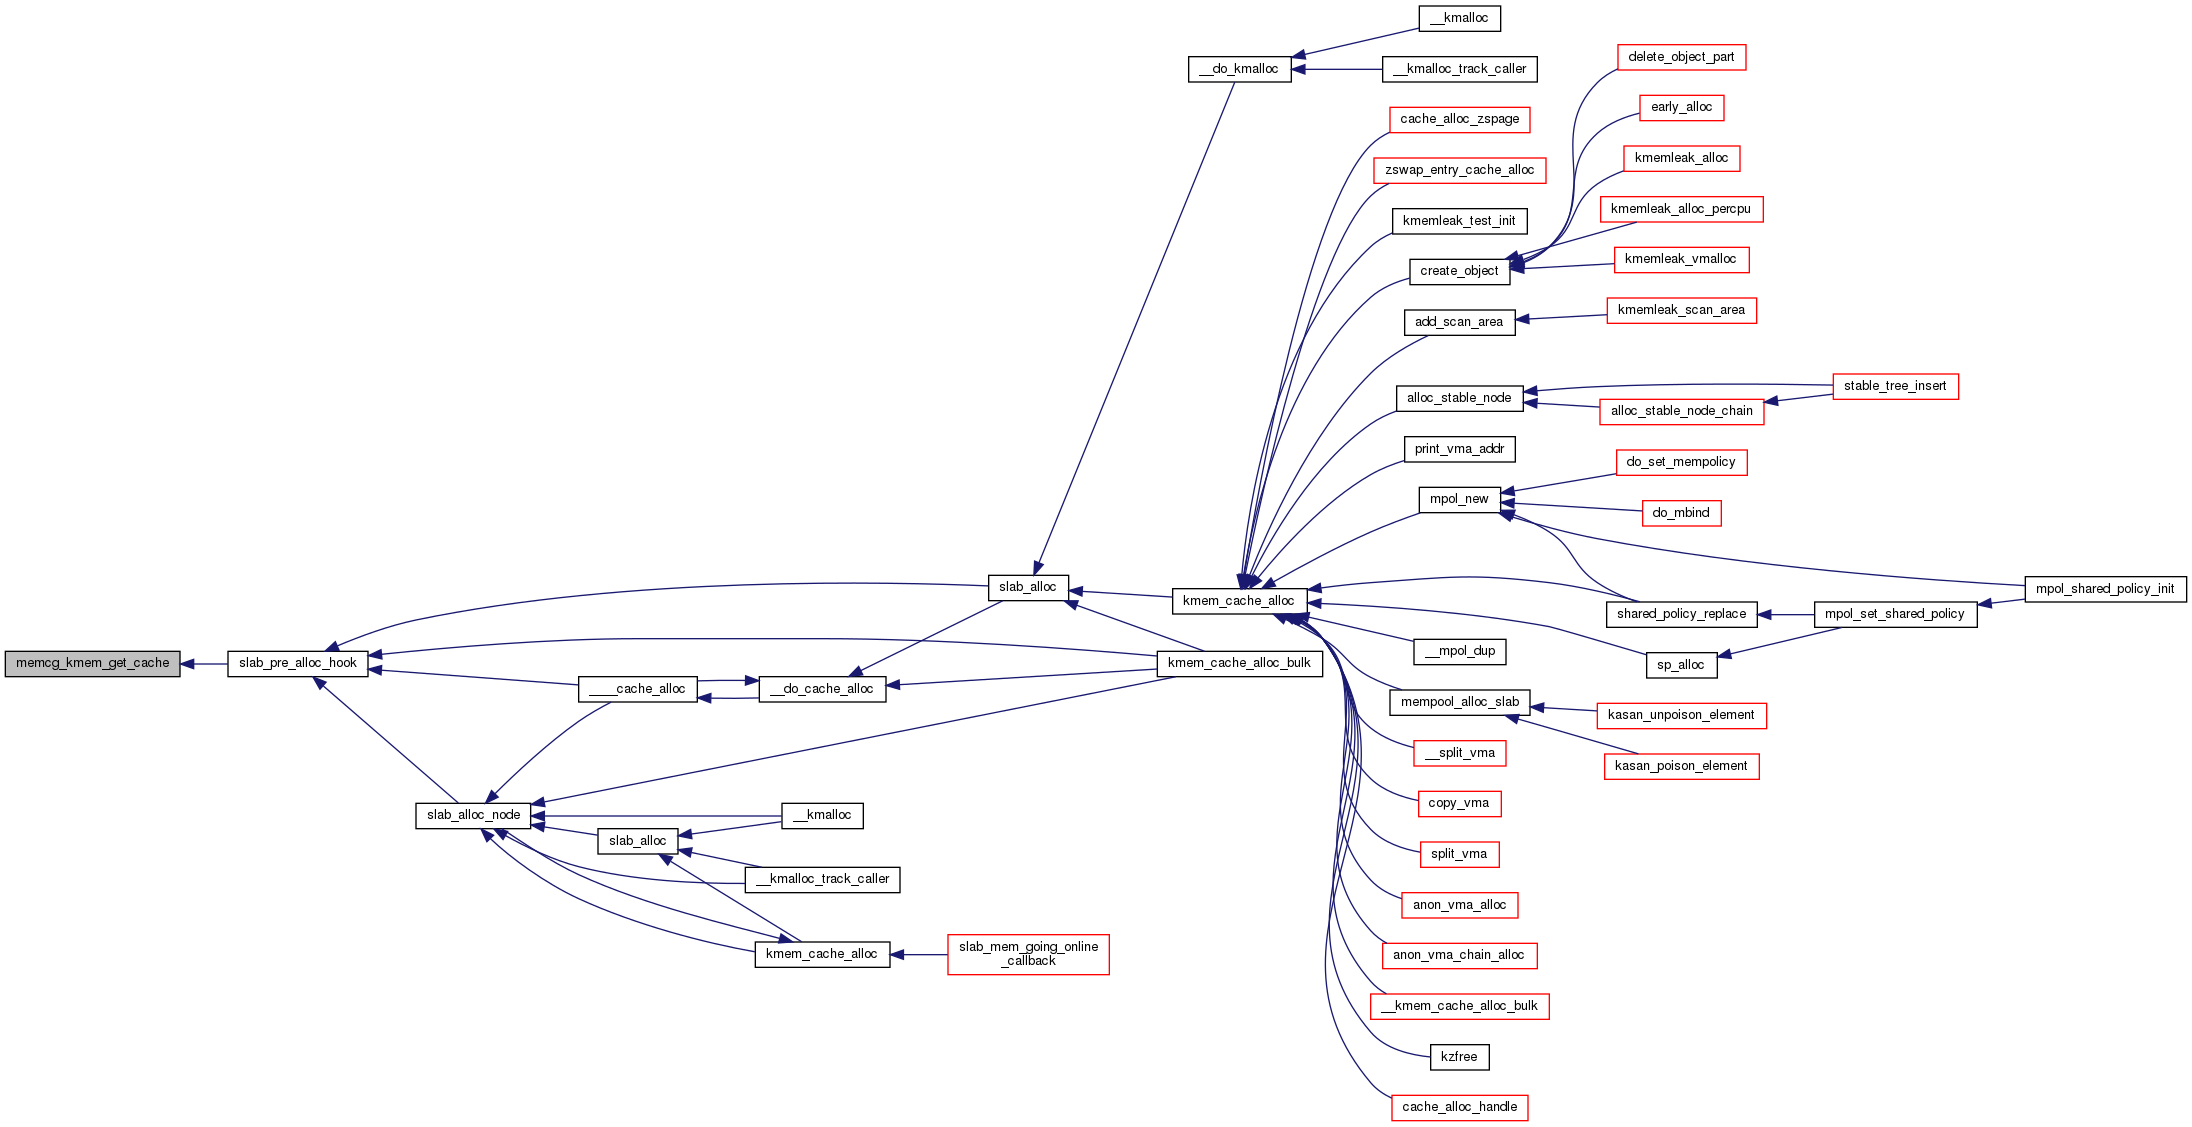 __kmalloc
__do_kmalloc
__kmalloc_track_caller
delete_object_part
early_alloc
cache_alloc_zspage
kmemleak_alloc
zswap_entry_cache_alloc
kmemleak_alloc_percpu
kmemleak_test_init
kmemleak_vmalloc
create_object
kmemleak_scan_area
add_scan_area
stable_tree_insert
alloc_stable_node
alloc_stable_node_chain
print_vma_addr
do_set_mempolicy
mpol_new
do_mbind
slab_alloc
kmem_cache_alloc
mpol_shared_policy_init
shared_policy_replace
mpol_set_shared_policy
__mpol_dup
sp_alloc
memcg_kmem_get_cache
slab_pre_alloc_hook
kmem_cache_alloc_bulk
____cache_alloc
__do_cache_alloc
mempool_alloc_slab
kasan_unpoison_element
__split_vma
kasan_poison_element
copy_vma
slab_alloc_node
__kmalloc
slab_alloc
split_vma
__kmalloc_track_caller
anon_vma_alloc
kmem_cache_alloc
slab_mem_going_online
_callback
anon_vma_chain_alloc
__kmem_cache_alloc_bulk
kzfree
cache_alloc_handle